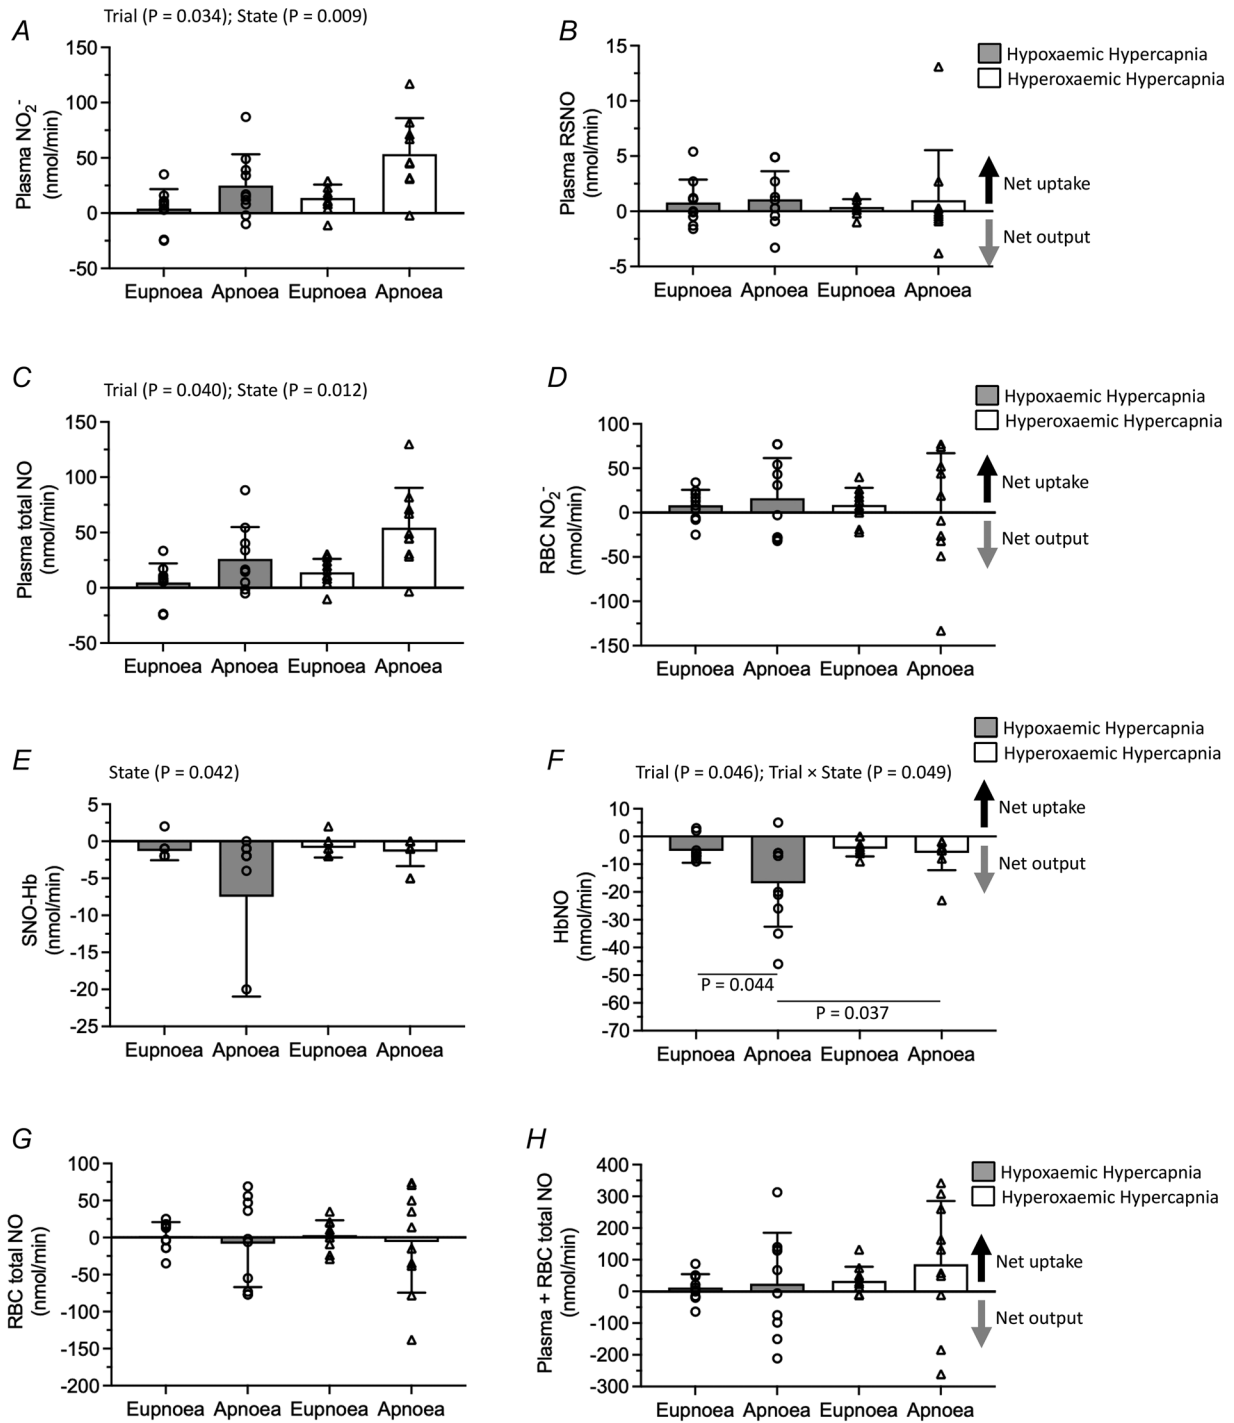 A
Trial (P = 0.034); State (P = 0.009)
Plasma NO2-
(nmol/min)
150
100
50
0
-50
Eupnoea Apnoea Eupnoea Apnoea
B
Plasma RSNO
(nmol/min)
15
10
5
0
-5
Eupnoea Apnoea Eupnoea Apnoea
Hypoxaemic Hypercapnia
Hyperoxaemic Hypercapnia
Net uptake
Net output
C
Trial (P = 0.040); State (P = 0.012)
Plasma total NO
(nmol/min)
150
100
50
0
-50
Eupnoea Apnoea Eupnoea Apnoea
D
RBC NO2-
(nmol/min)
100
50
0
-50
-100
-150
Eupnoea Apnoea Eupnoea Apnoea
Hypoxaemic Hypercapnia
Hyperoxaemic Hypercapnia
Net uptake
Net output
E
State (P = 0.042)
SNO-Hb
(nmol/min)
5
0
-5
-10
-15
-20
-25
Eupnoea Apnoea Eupnoea Apnoea
F
Trial (P = 0.046); Trial × State (P = 0.049)
HbNO
(nmol/min)
10
0
-10
-20
-30
-40
-50
-60
-70
P = 0.044
P = 0.037
Eupnoea Apnoea Eupnoea Apnoea
Hypoxaemic Hypercapnia
Hyperoxaemic Hypercapnia
Net uptake
Net output
G
RBC total NO
(nmol/min)
100
50
0
-50
-100
-150
-200
Eupnoea Apnoea Eupnoea Apnoea
H
Plasma + RBC total NO
(nmol/min)
400
300
200
100
0
-100
-200
-300
Eupnoea Apnoea Eupnoea Apnoea
Hypoxaemic Hypercapnia
Hyperoxaemic Hypercapnia
Net uptake
Net output